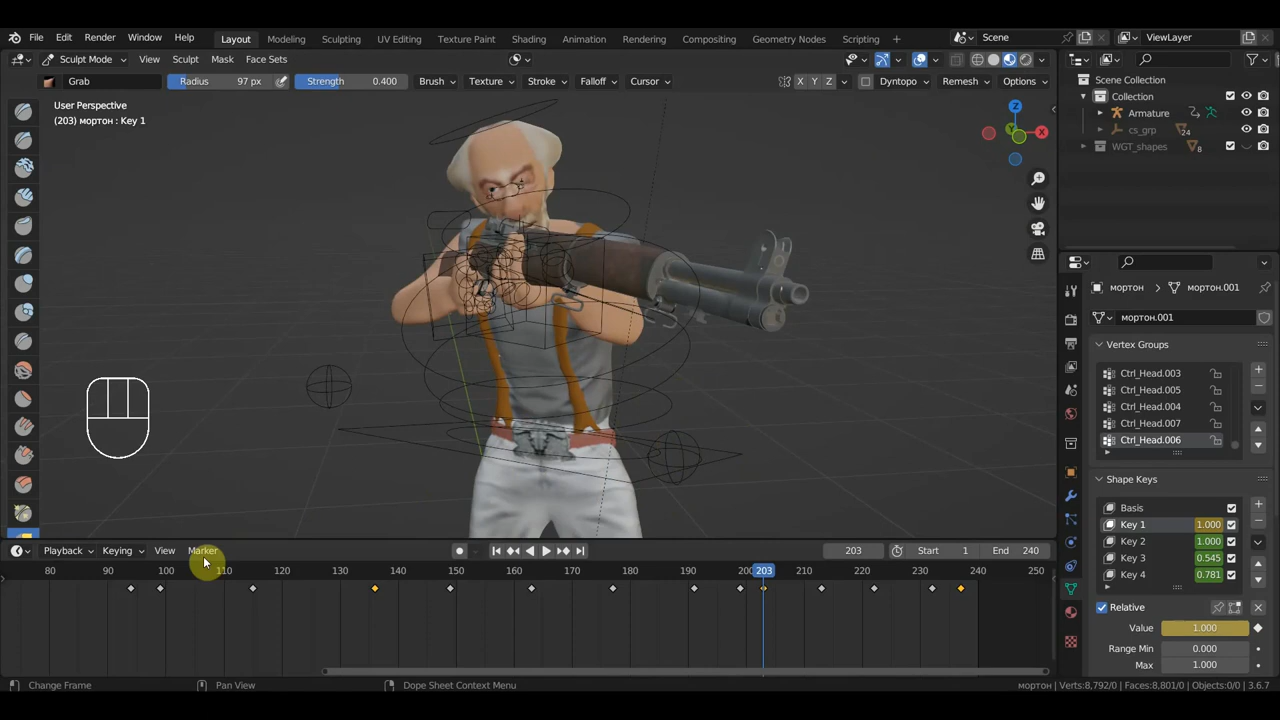 File Edit Render Window Help Layout Modeling Sculpting UV Editing Texture Paint Shading Animation Rendering Compositing Geometry Nodes Scripting + Scene ViewLayer
Sculpt Mode View Sculpt Mask Face Sets
Grab Radius 97 px Strength 0.400 Brush Texture Stroke Falloff Cursor X Y Z Dyntopo Remesh Options
User Perspective
(203) мортон : Key 1
X
Y
Z
Scene Collection
Collection
Armature
cs_grp 24
WGT_shapes 8
мортон > мортон.001
мортон.001
Vertex Groups
Ctrl_Head.003
Ctrl_Head.005
Ctrl_Head.004
Ctrl_Head.007
Ctrl_Head.006
Shape Keys
Basis
Key 1 1.000
Key 2 1.000
Key 3 0.545
Key 4 0.781
Relative
Value 1.000
Range Min 0.000
Max 1.000
Playback Keying View Marker 203 Start 1 End 240
80 90 100 110 120 130 140 150 160 170 180 190 200 203 210 220 230 240 250
Change Frame Pan View Dope Sheet Context Menu мортон | Verts:8,792/0 | Faces:8,801/0 | Objects:0/0 | 3.6.7